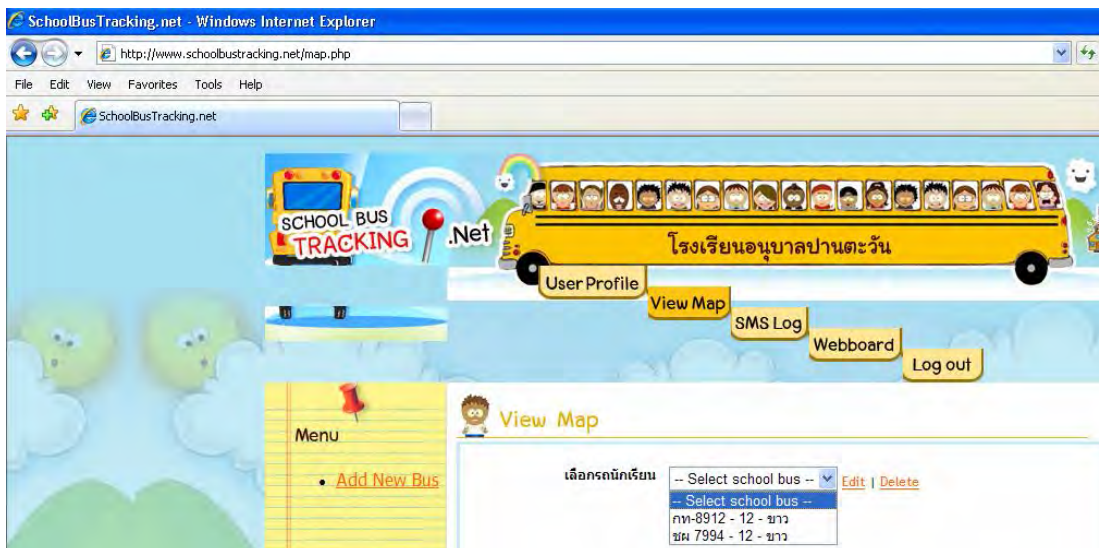 SchoolBusTracking.net - Windows Internet Explorer
http://www.schoolbustracking.net/map.php
File Edit View Favorites Tools Help
SchoolBusTracking.net
SCHOOL BUS
TRACKING .Net
โรงเรียนอนุบาลปานตะวัน
User Profile
View Map
SMS Log
Webboard
Log out
Menu
• Add New Bus
View Map
เลือกรถนักเรียน -- Select school bus -- Edit | Delete
-- Select school bus --
กท-8912 - 12 - ขาว
ชผ 7994 - 12 - ขาว